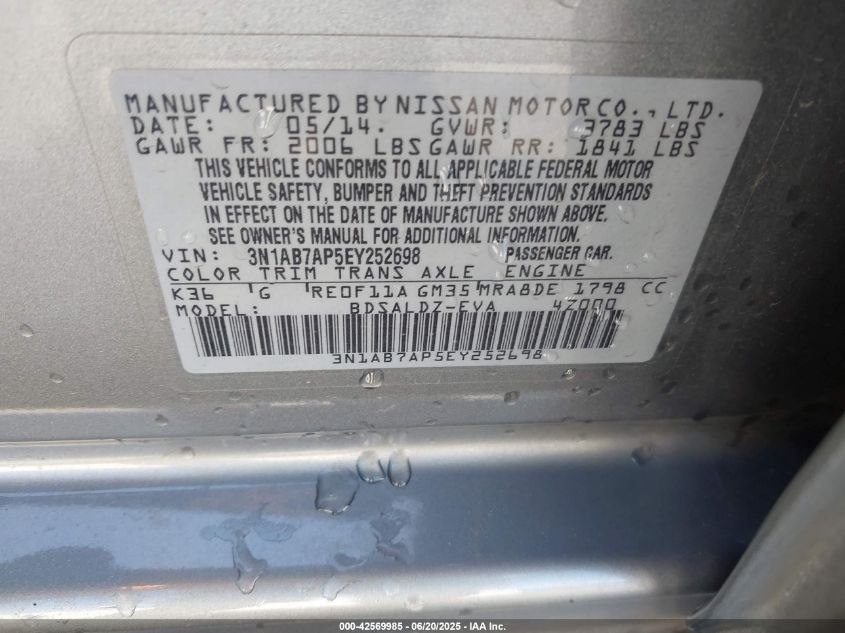 MANUFACTURED BY NISSAN MOTOR CO., LTD.
DATE: 05/14. GVWR: 3783 LBS
GAWR FR: 2006 LBS GAWR RR: 1841 LBS
THIS VEHICLE CONFORMS TO ALL APPLICABLE FEDERAL MOTOR
VEHICLE SAFETY, BUMPER AND THEFT PREVENTION STANDARDS
IN EFFECT ON THE DATE OF MANUFACTURE SHOWN ABOVE.
SEE OWNER'S MANUAL FOR ADDITIONAL INFORMATION.
VIN: 3N1AB7AP5EY252698 PASSENGER CAR.
COLOR TRIM TRANS AXLE ENGINE
K36 G RE0F11A GM35 MRA8DE 1798 CC
MODEL: BDSALDZ-EVA 4Z000
3N1AB7AP5EY252698
000-42569985 - 06/20/2025 - IAA Inc.